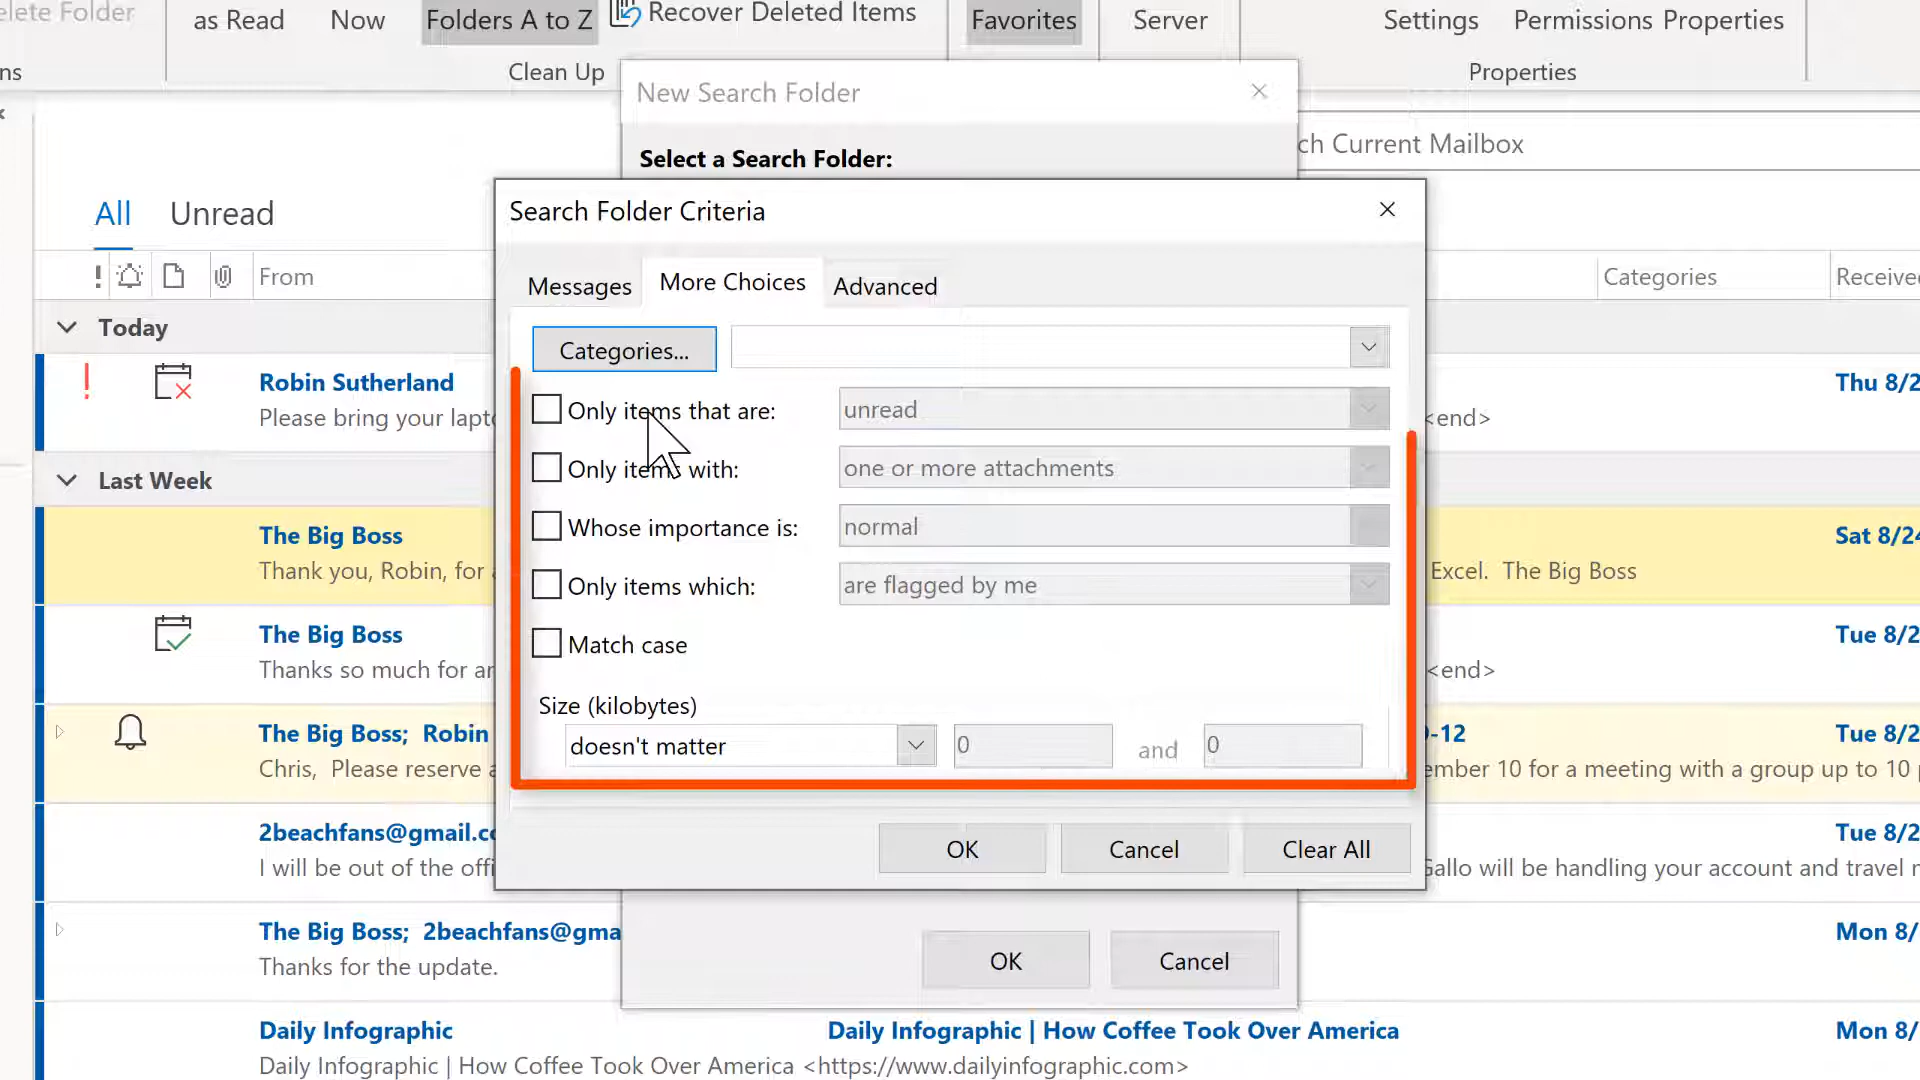 elete Folder
as Read
Now
Folders A to Z
Recover Deleted Items
Favorites
Server
Settings
Permissions
Properties
ns
Clean Up
Properties
New Search Folder
Select a Search Folder:
ch Current Mailbox
Search Folder Criteria
All
Unread
Messages
More Choices
Advanced
From
Categories
Receive
Today
Categories...
Robin Sutherland
Thu 8/2
Please bring your lapt
<end>
Only items that are:
unread
Only items with:
one or more attachments
Last Week
Whose importance is:
normal
The Big Boss
Sat 8/24
Thank you, Robin, for
Excel. The Big Boss
Only items which:
are flagged by me
The Big Boss
Tue 8/2
Match case
Thanks so much for ar
<end>
Size (kilobytes)
The Big Boss; Robin
doesn't matter
0
and
0
-12
Tue 8/2
Chris, Please reserve
ember 10 for a meeting with a group up to 10 p
2beachfans@gmail.co
Tue 8/2
OK
Cancel
Clear All
I will be out of the offi
Gallo will be handling your account and travel r
The Big Boss; 2beachfans@gma
Mon 8/
Thanks for the update.
OK
Cancel
Daily Infographic
Daily Infographic | How Coffee Took Over America
Mon 8/
Daily Infographic | How Coffee Took Over America <https://www.dailyinfographic.com>